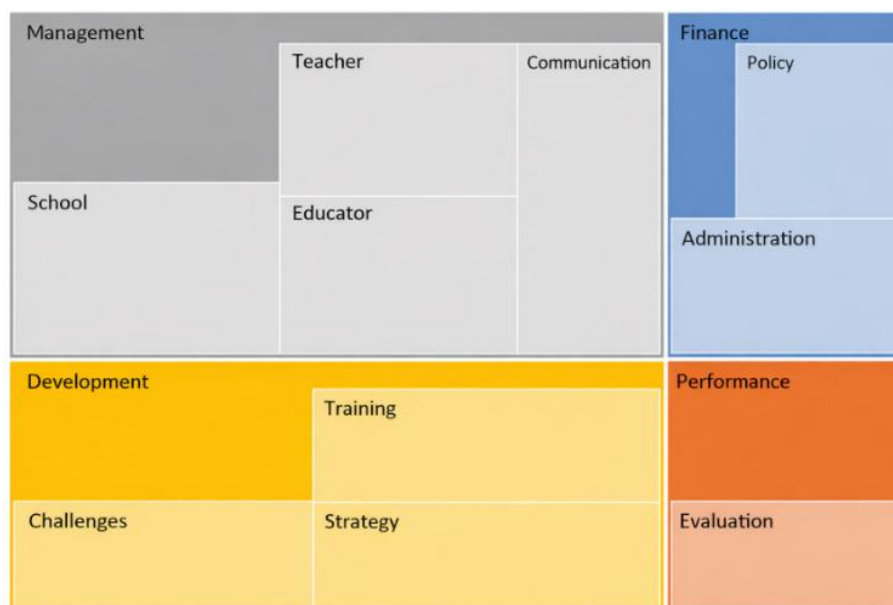 Management
Teacher
Communication
School
Educator
Finance
Policy
Administration
Development
Training
Challenges
Strategy
Performance
Evaluation